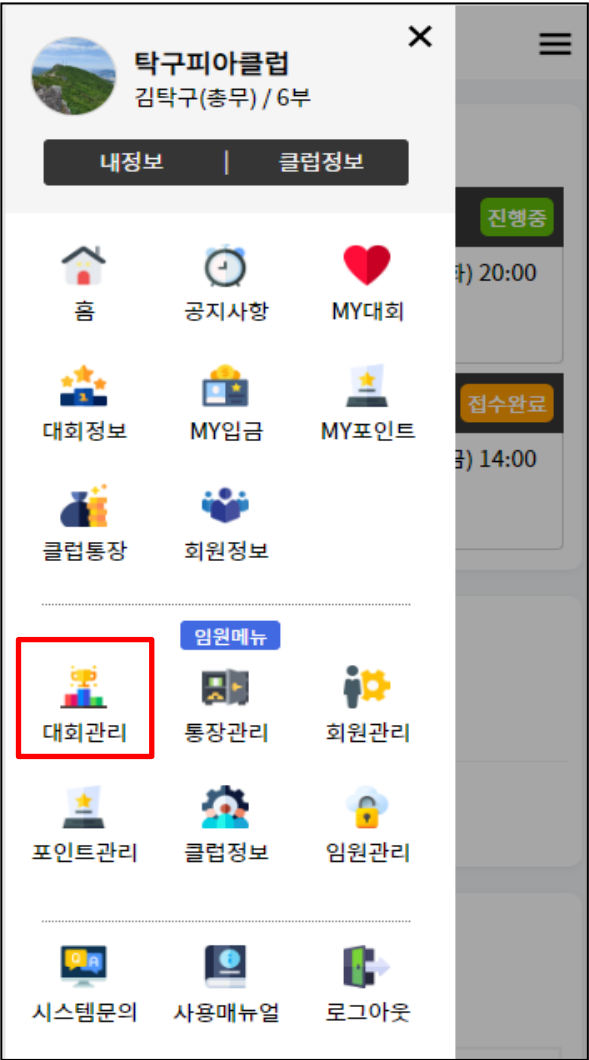 탁구피아클럽
김탁구(총무) / 6부
내정보 | 클럽정보
진행중
20:00
홈 공지사항 MY대회
접수완료
대회정보 MY입금 MY포인트
14:00
클럽통장 회원정보
임원메뉴
대회관리 통장관리 회원관리
포인트관리 클럽정보 임원관리
Q A
시스템문의 사용매뉴얼 로그아웃